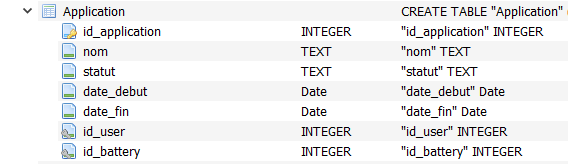 Application CREATE TABLE "Application" (
id_application INTEGER "id_application" INTEGER
nom TEXT "nom" TEXT
statut TEXT "statut" TEXT
date_debut Date "date_debut" Date
date_fin Date "date_fin" Date
id_user INTEGER "id_user" INTEGER
id_battery INTEGER "id_battery" INTEGER